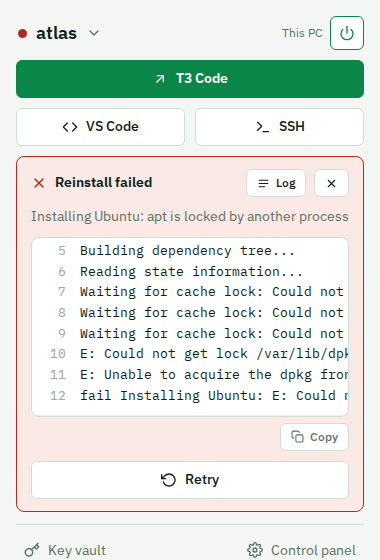 atlas
This PC
T3 Code
VS Code
SSH
Reinstall failed
Log
Installing Ubuntu: apt is locked by another process
5 Building dependency tree...
6 Reading state information...
7 Waiting for cache lock: Could not
8 Waiting for cache lock: Could not
9 Waiting for cache lock: Could not
10 E: Could not get lock /var/lib/dpk
11 E: Unable to acquire the dpkg fron
12 fail Installing Ubuntu: E: Could n
Copy
Retry
Key vault
Control panel